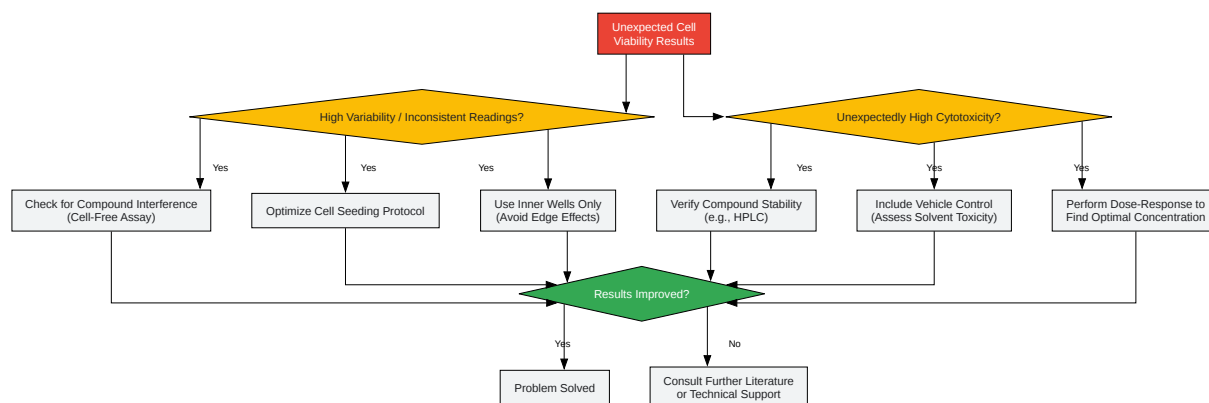 Unexpected Cell
Viability Results
High Variability / Inconsistent Readings?
Unexpectedly High Cytotoxicity?
Yes
Yes
Yes
Yes
Yes
Yes
Check for Compound Interference
(Cell-Free Assay)
Optimize Cell Seeding Protocol
Use Inner Wells Only
(Avoid Edge Effects)
Verify Compound Stability
(e.g., HPLC)
Include Vehicle Control
(Assess Solvent Toxicity)
Perform Dose-Response to
Find Optimal Concentration
Results Improved?
Yes
No
Problem Solved
Consult Further Literature
or Technical Support